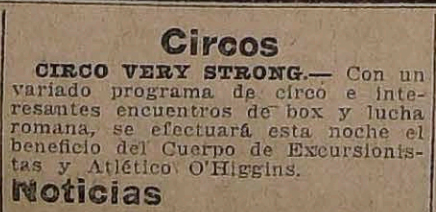 Circos
CIRCO VERY STRONG.— Con un
variado programa de circo e inte-
resantes encuentros de box y lucha
romana, se efectuará esta noche el
beneficio del Cuerpo de Excursionis-
tas y Atlético O'Higgins.
Noticias